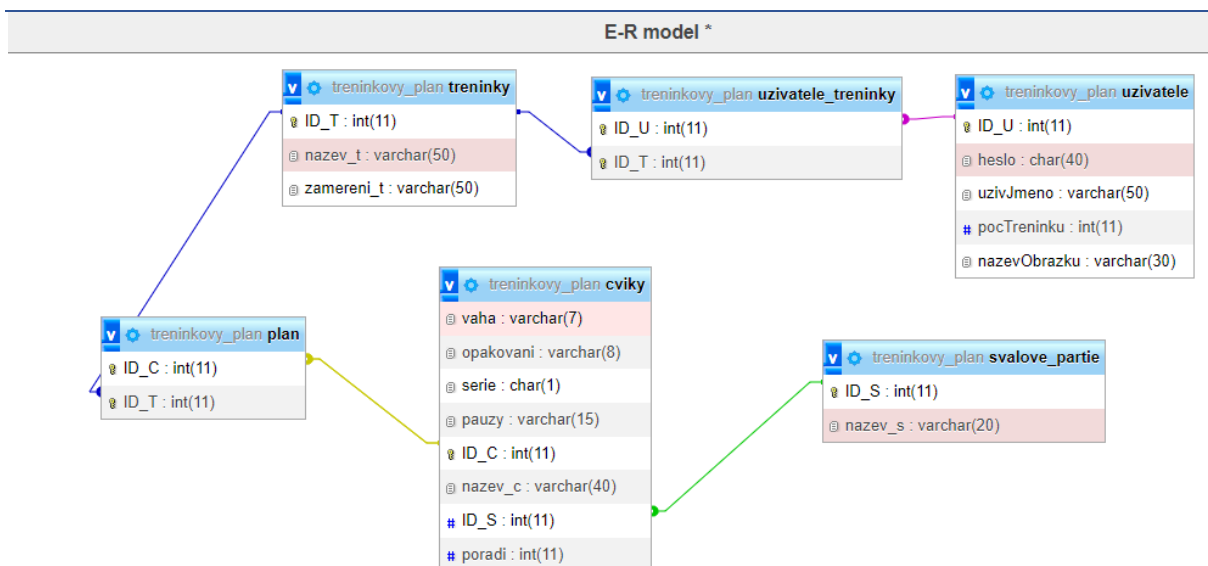 E-R model *
treninkovy_plan treninky
ID_T : int(11)
nazev_t : varchar(50)
zamereni_t : varchar(50)
treninkovy_plan uzivatele_treninky
ID_U : int(11)
ID_T : int(11)
treninkovy_plan uzivatele
ID_U : int(11)
heslo : char(40)
uzivJmeno : varchar(50)
# pocTreninku : int(11)
nazevObrazku : varchar(30)
treninkovy_plan plan
ID_C : int(11)
ID_T : int(11)
treninkovy_plan cviky
vaha : varchar(7)
opakovani : varchar(8)
serie : char(1)
pauzy : varchar(15)
ID_C : int(11)
nazev_c : varchar(40)
# ID_S : int(11)
# poradi : int(11)
treninkovy_plan svalove_partie
ID_S : int(11)
nazev_s : varchar(20)